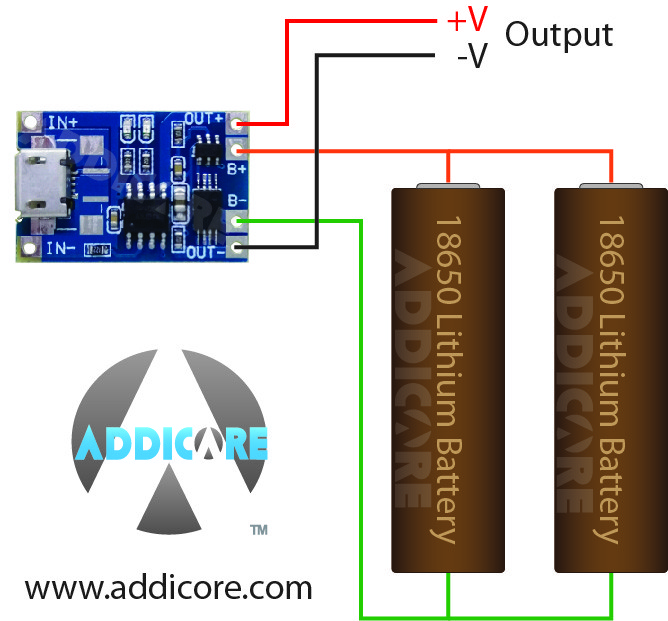 +V
-V
Output
IN+
OUT+
B+
B-
IN-
OUT-
18650 Lithium Battery
ADDICORE
18650 Lithium Battery
ADDICORE
ADDICORE
TM
www.addicore.com